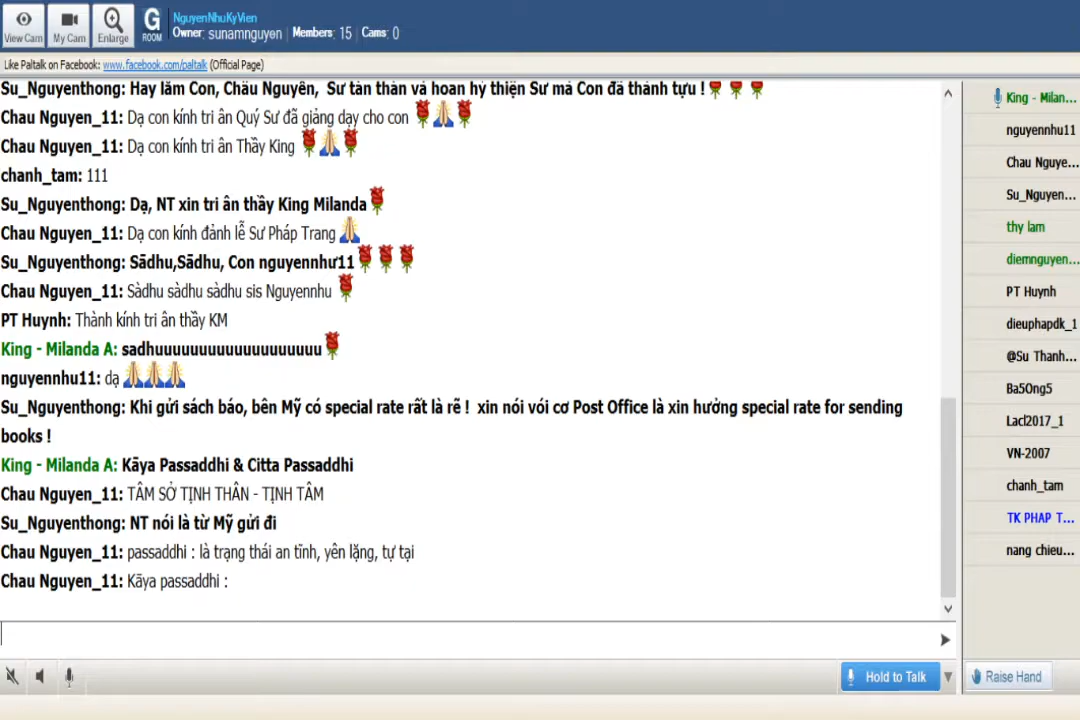 View Cam
My Cam
Enlarge
G
ROOM
NguyenNhuKyVien
Owner: sunamnguyen | Members: 15 | Cams: 0
Like Paltalk on Facebook: www.facebook.com/paltalk (Official Page)
Su_Nguyenthong: Hay lắm Con, Châu Nguyên, Sư tán thán và hoan hỷ thiện Sự mà Con đã thành tựu !
Chau Nguyen_11: Dạ con kính tri ân Quý Sư đã giảng dạy cho con
Chau Nguyen_11: Dạ con kính tri ân Thầy King
chanh_tam: 111
Su_Nguyenthong: Dạ, NT xin tri ân thầy King Milanda
Chau Nguyen_11: Dạ con kính đảnh lễ Sư Pháp Trang
Su_Nguyenthong: Sādhu,Sādhu, Con nguyennhư11
Chau Nguyen_11: Sàdhu sàdhu sàdhu sis Nguyennhu
PT Huynh: Thành kính tri ân thầy KM
King - Milanda A: sadhuuuuuuuuuuuuuuuuuuu
nguyennhu11: dạ
Su_Nguyenthong: Khi gửi sách báo, bên Mỹ có special rate rất là rẽ ! xin nói vói cơ Post Office là xin hưởng special rate for sending
books !
King - Milanda A: Kāya Passaddhi & Citta Passaddhi
Chau Nguyen_11: TÂM SỞ TỊNH THÂN - TỊNH TÂM
Su_Nguyenthong: NT nói là từ Mỹ gửi đi
Chau Nguyen_11: passaddhi : là trạng thái an tĩnh, yên lặng, tự tại
Chau Nguyen_11: Kāya passaddhi :
Hold to Talk
King - Milan...
nguyennhu11
Chau Nguye...
Su_Nguyen...
thy lam
diemnguyen...
PT Huynh
dieuphapdk_1
@Su Thanh...
Ba5Ong5
Lacl2017_1
VN-2007
chanh_tam
TK PHAP T...
nang chieu...
Raise Hand